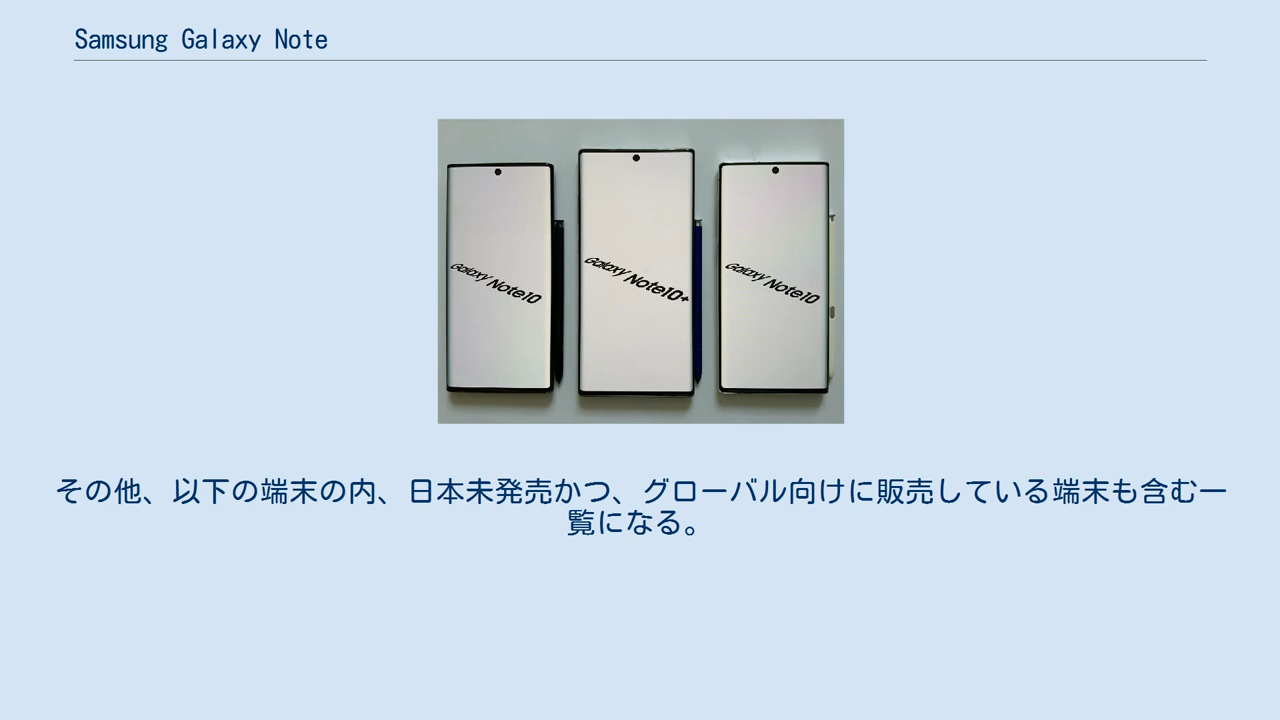 Samsung Galaxy Note
Galaxy Note10
Galaxy Note10+
Galaxy Note10
その他、以下の端末の内、日本未発売かつ、グローバル向けに販売している端末も含む一
覧になる。